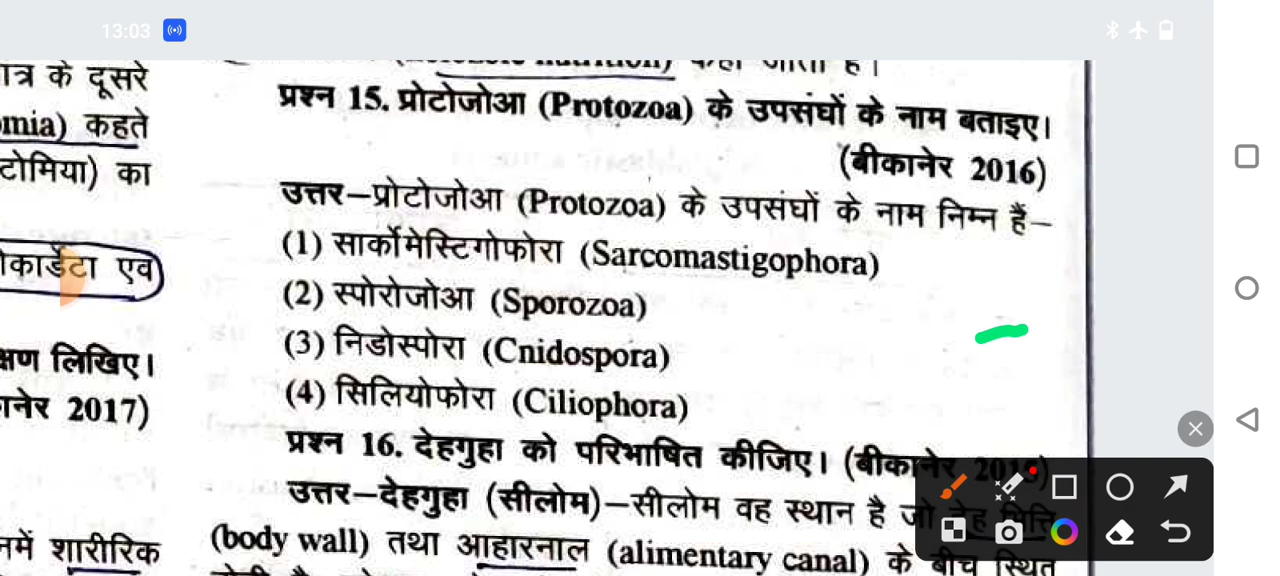 13:03
ात्र के दूसरे
mia) कहते
टोमिया) का
कार्डेटा एवं
क्षण लिखिए।
ानेर 2017)
नमें शारीरिक
nutrition) कहा जाता है।
प्रश्न 15. प्रोटोजोआ (Protozoa) के उपसंघों के नाम बताइए।
(बीकानेर 2016)
उत्तर–प्रोटोजोआ (Protozoa) के उपसंघों के नाम निम्न हैं–
(1) सार्कोमेस्टिगोफोरा (Sarcomastigophora)
(2) स्पोरोजोआ (Sporozoa)
(3) निडोस्पोरा (Cnidospora)
(4) सिलियोफोरा (Ciliophora)
प्रश्न 16. देहगुहा को परिभाषित कीजिए। (बीकानेर
उत्तर–देहगुहा (सीलोम)–सीलोम वह स्थान है जो देह भित्ति
(body wall) तथा आहारनाल (alimentary canal) के बीच स्थित